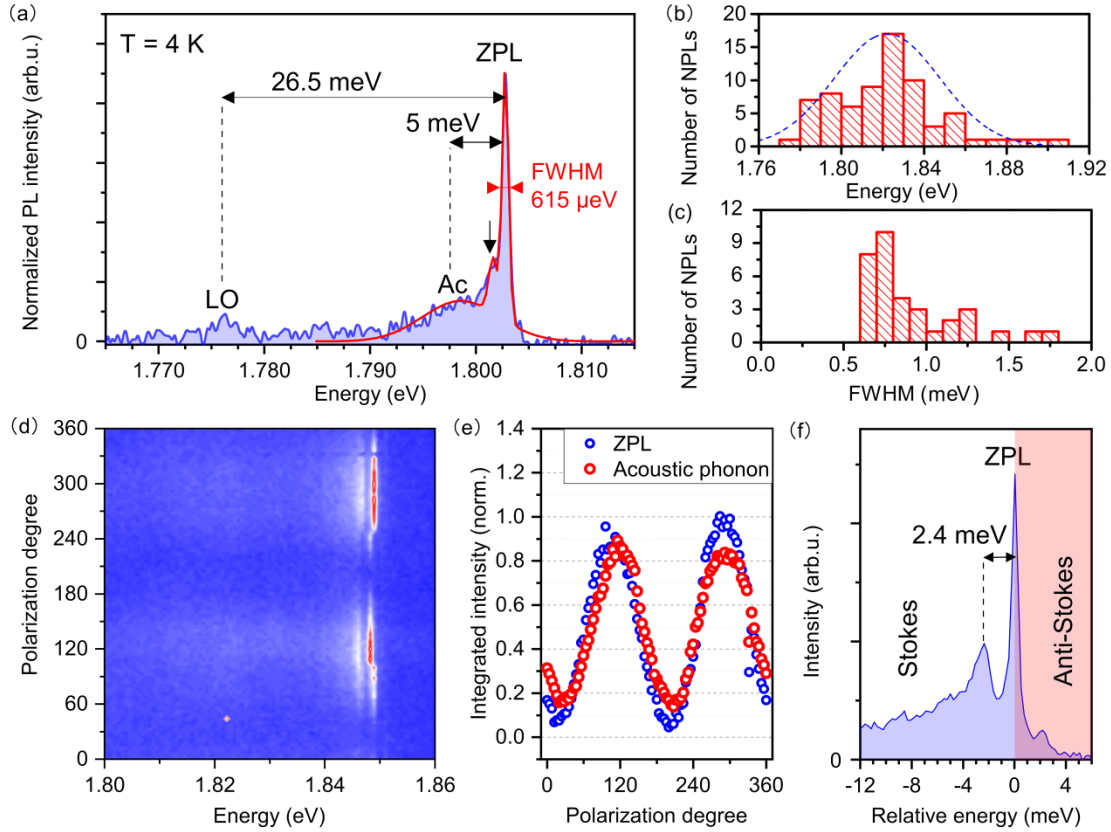 (a)
Normalized PL intensity (arb.u.)
T = 4 K
ZPL
26.5 meV
5 meV
FWHM
615 µeV
LO
Ac
0
1.770 1.780 1.790 1.800 1.810
Energy (eV)
(b)
Number of NPLs
20
15
10
5
0
1.76 1.80 1.84 1.88 1.92
Energy (eV)
(c)
Number of NPLs
12
9
6
3
0
0.0 0.5 1.0 1.5 2.0
FWHM (meV)
(d)
Polarization degree
360
300
240
180
120
60
0
1.80 1.82 1.84 1.86
Energy (eV)
(e)
Integrated intensity (norm.)
1.4
1.2
1.0
0.8
0.6
0.4
0.2
0.0
ZPL
Acoustic phonon
0 120 240 360
Polarization degree
(f)
Intensity (arb.u.)
ZPL
2.4 meV
Stokes
Anti-Stokes
0
-12 -8 -4 0 4
Relative energy (meV)